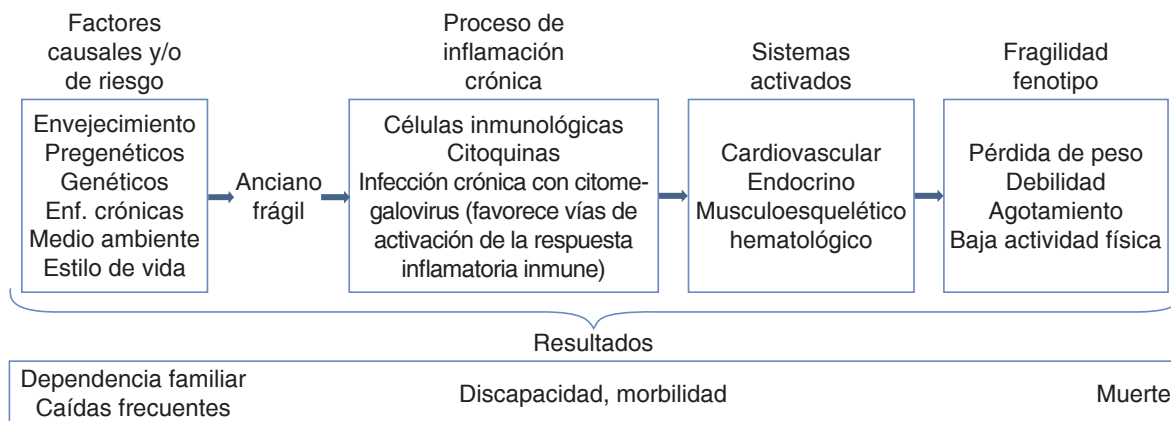 Factores
causales y/o
de riesgo
Envejecimiento
Pregenéticos
Genéticos
Enf. crónicas
Medio ambiente
Estilo de vida
Anciano
frágil
Proceso de
inflamación
crónica
Células inmunológicas
Citoquinas
Infección crónica con citome-
galovirus (favorece vías de
activación de la respuesta
inflamatoria inmune)
Sistemas
activados
Cardiovascular
Endocrino
Musculoesquelético
hematológico
Fragilidad
fenotipo
Pérdida de peso
Debilidad
Agotamiento
Baja actividad física
Resultados
Dependencia familiar
Caídas frecuentes
Discapacidad, morbilidad
Muerte